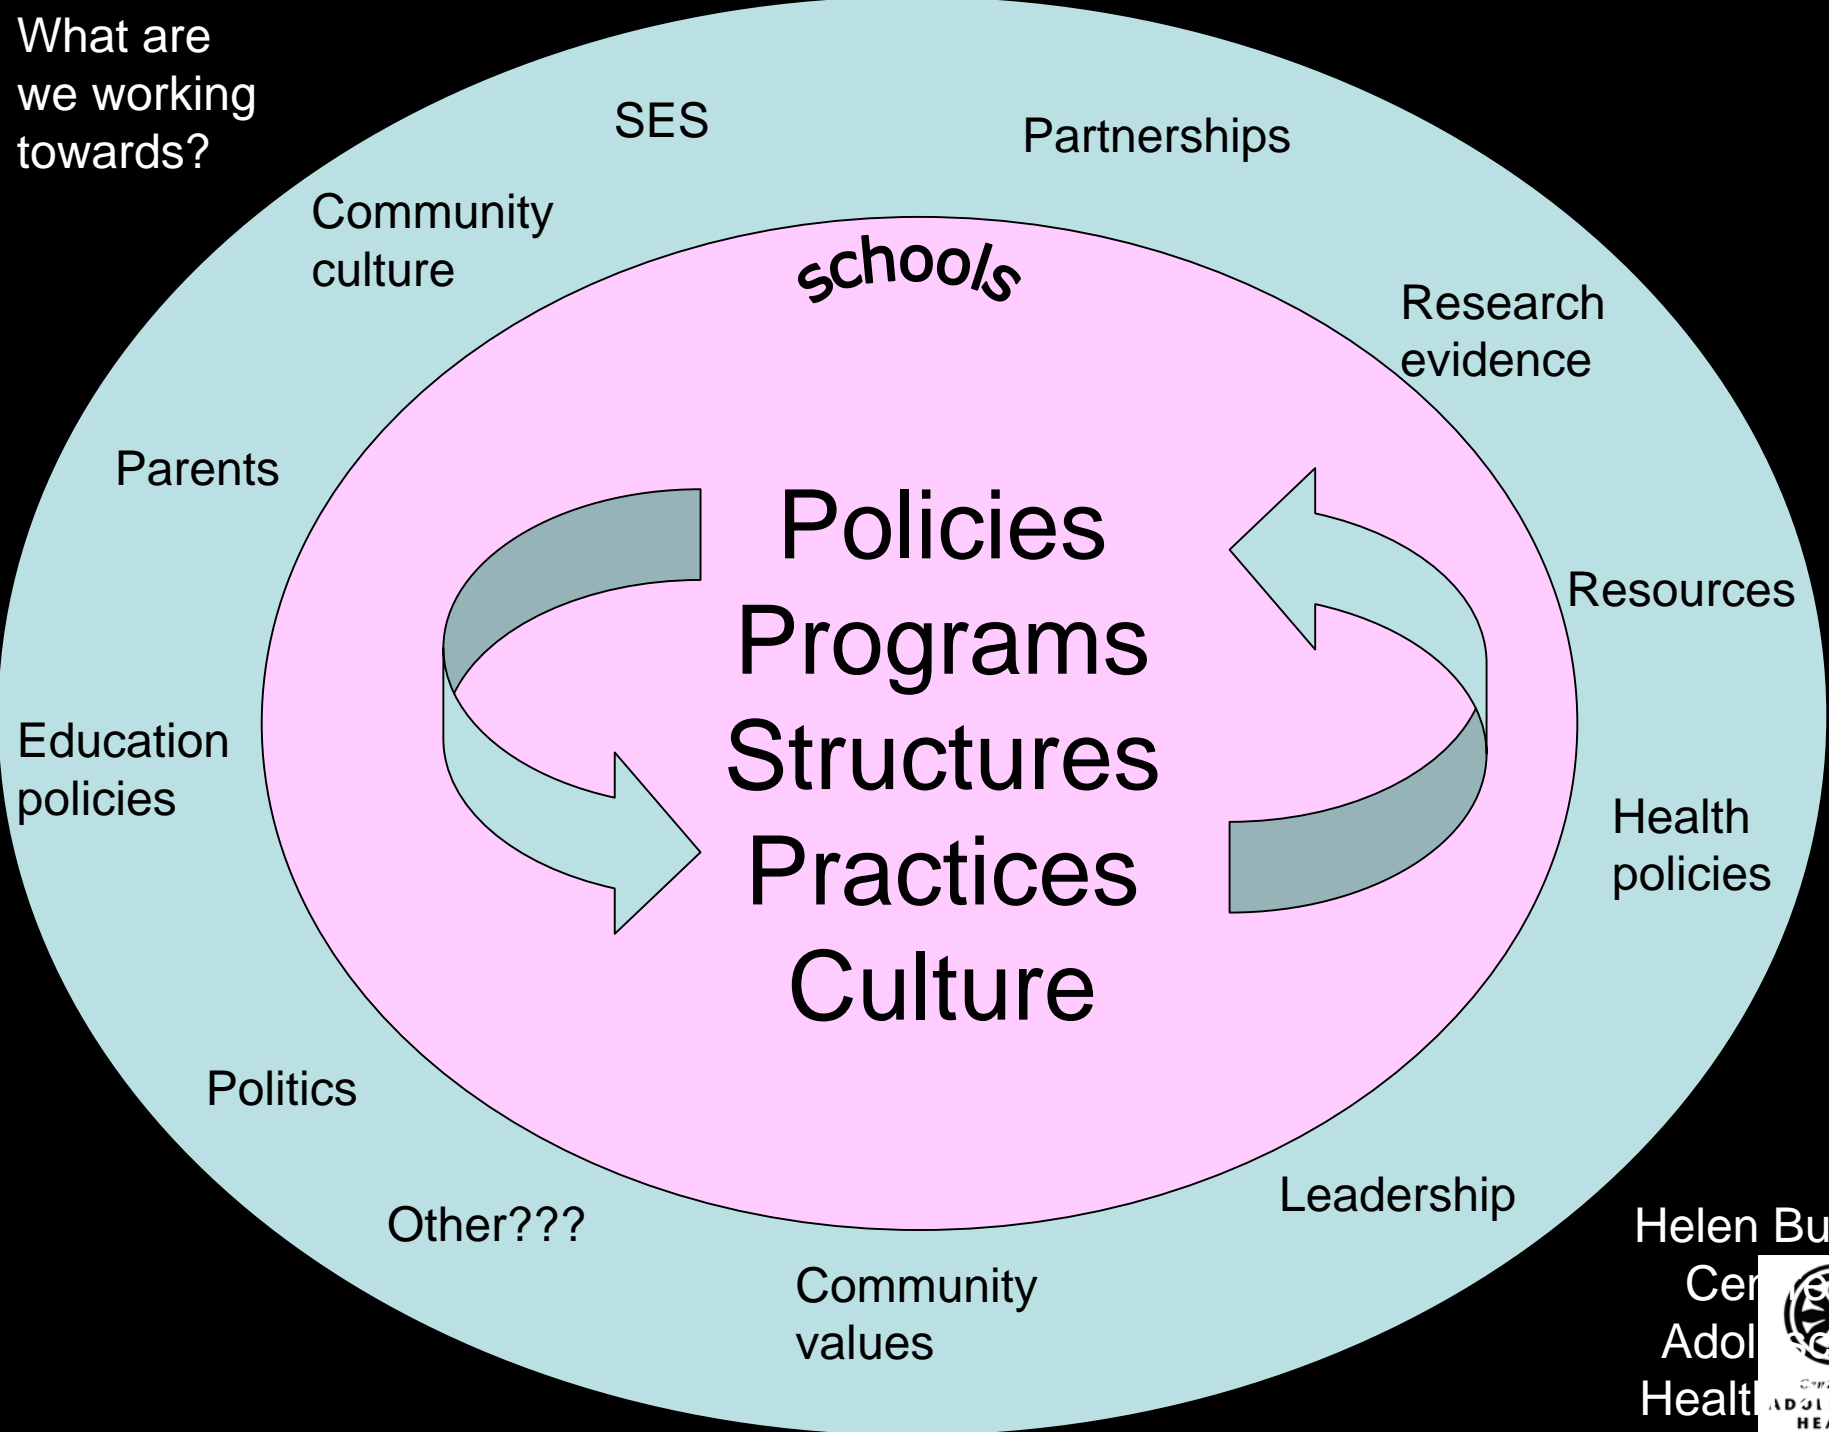 What are
we working
towards?
SES
Partnerships
Community
culture
schools
Research
evidence
Parents
Policies
Programs
Structures
Practices
Culture
Resources
Education
policies
Health
policies
Politics
Leadership
Other???
Community
values
Helen